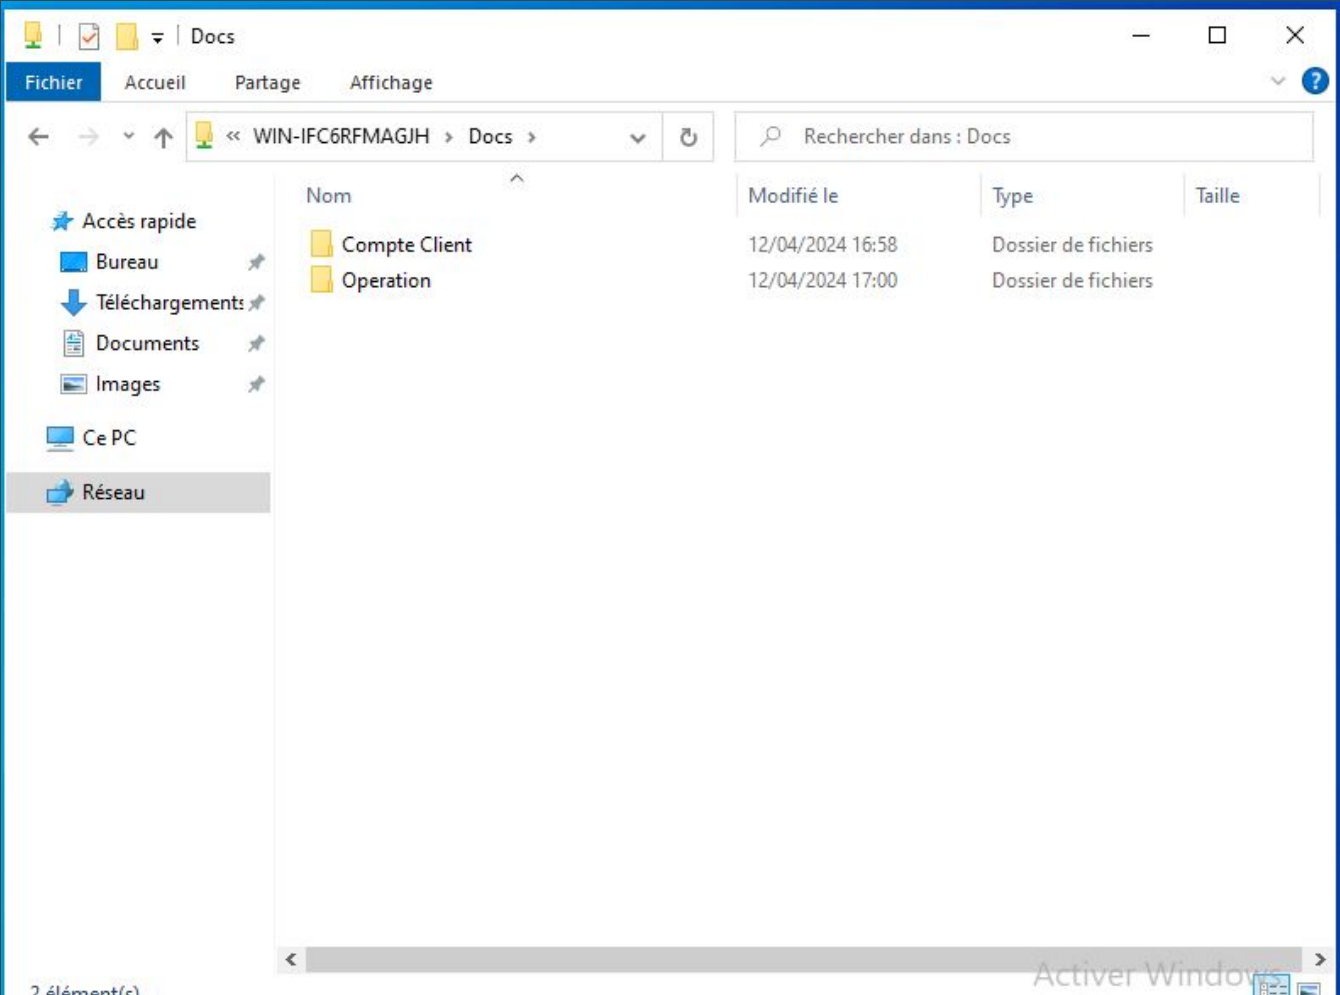 Docs
Fichier Accueil Partage Affichage
« WIN-IFC6RFMAGJH › Docs › Rechercher dans : Docs
Nom Modifié le Type Taille
Accès rapide
Compte Client 12/04/2024 16:58 Dossier de fichiers
Bureau
Operation 12/04/2024 17:00 Dossier de fichiers
Téléchargements
Documents
Images
Ce PC
Réseau
Activer Windows
2 élément(s)